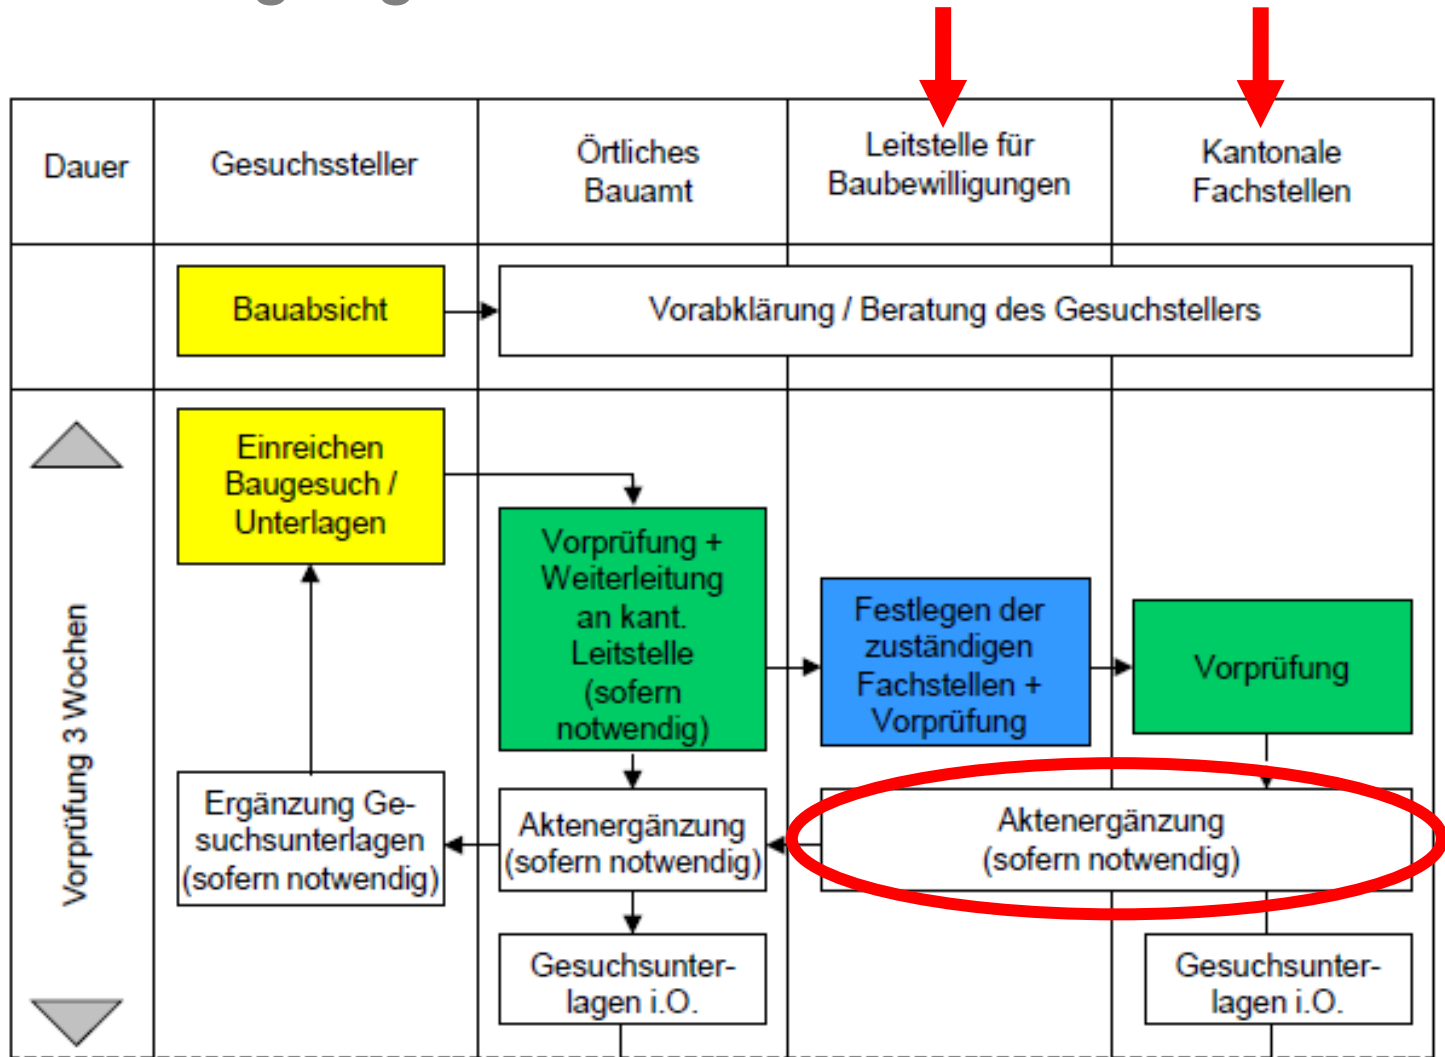 Dauer
Gesuchssteller
Örtliches
Bauamt
Leitstelle für
Baubewilligungen
Kantonale
Fachstellen
Bauabsicht
Vorabklärung / Beratung des Gesuchstellers
Vorprüfung 3 Wochen
Einreichen
Baugesuch /
Unterlagen
Vorprüfung +
Weiterleitung
an kant.
Leitstelle
(sofern
notwendig)
Festlegen der
zuständigen
Fachstellen +
Vorprüfung
Vorprüfung
Ergänzung Ge-
suchsunterlagen
(sofern notwendig)
Aktenergänzung
(sofern notwendig)
Aktenergänzung
(sofern notwendig)
Gesuchsunter-
lagen i.O.
Gesuchsunter-
lagen i.O.